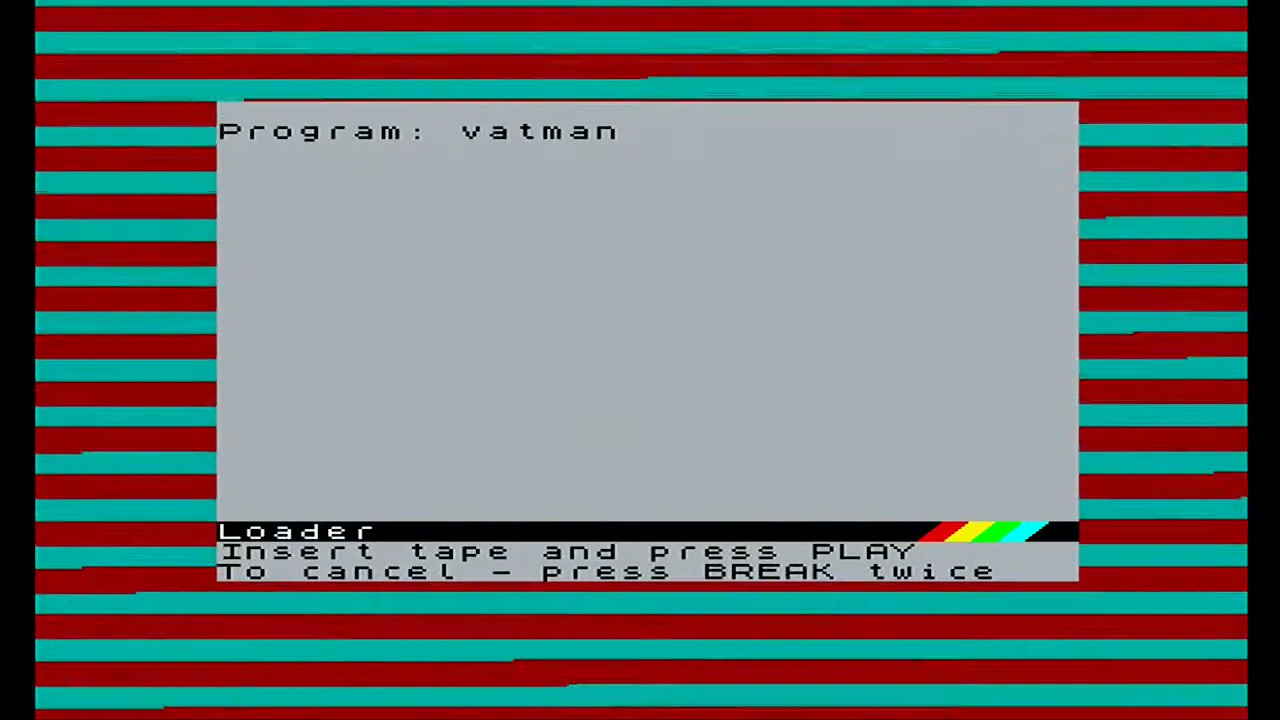 Program: vatman
Loader
Insert tape and press PLAY
To cancel - press BREAK twice